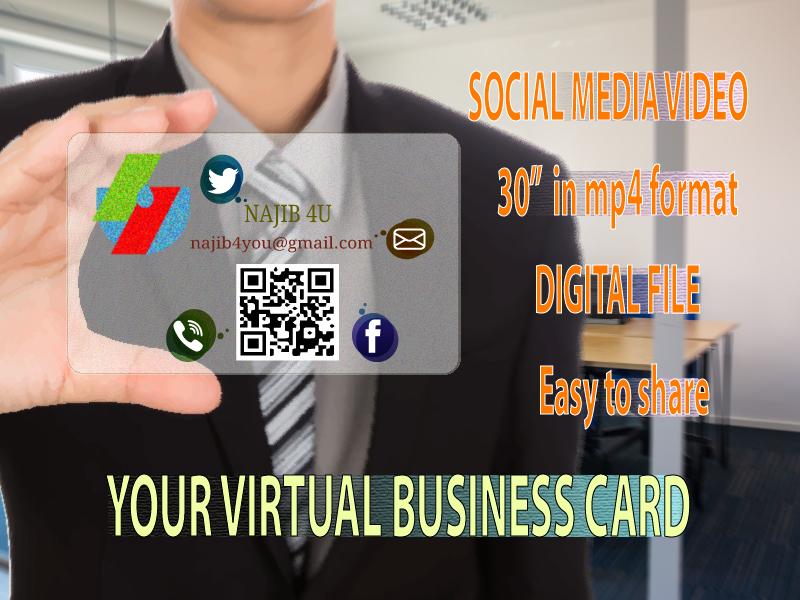 SOCIAL MEDIA VIDEO
30” in mp4 format
DIGITAL FILE
Easy to share
NAJIB 4U
najib4you@gmail.com
YOUR VIRTUAL BUSINESS CARD